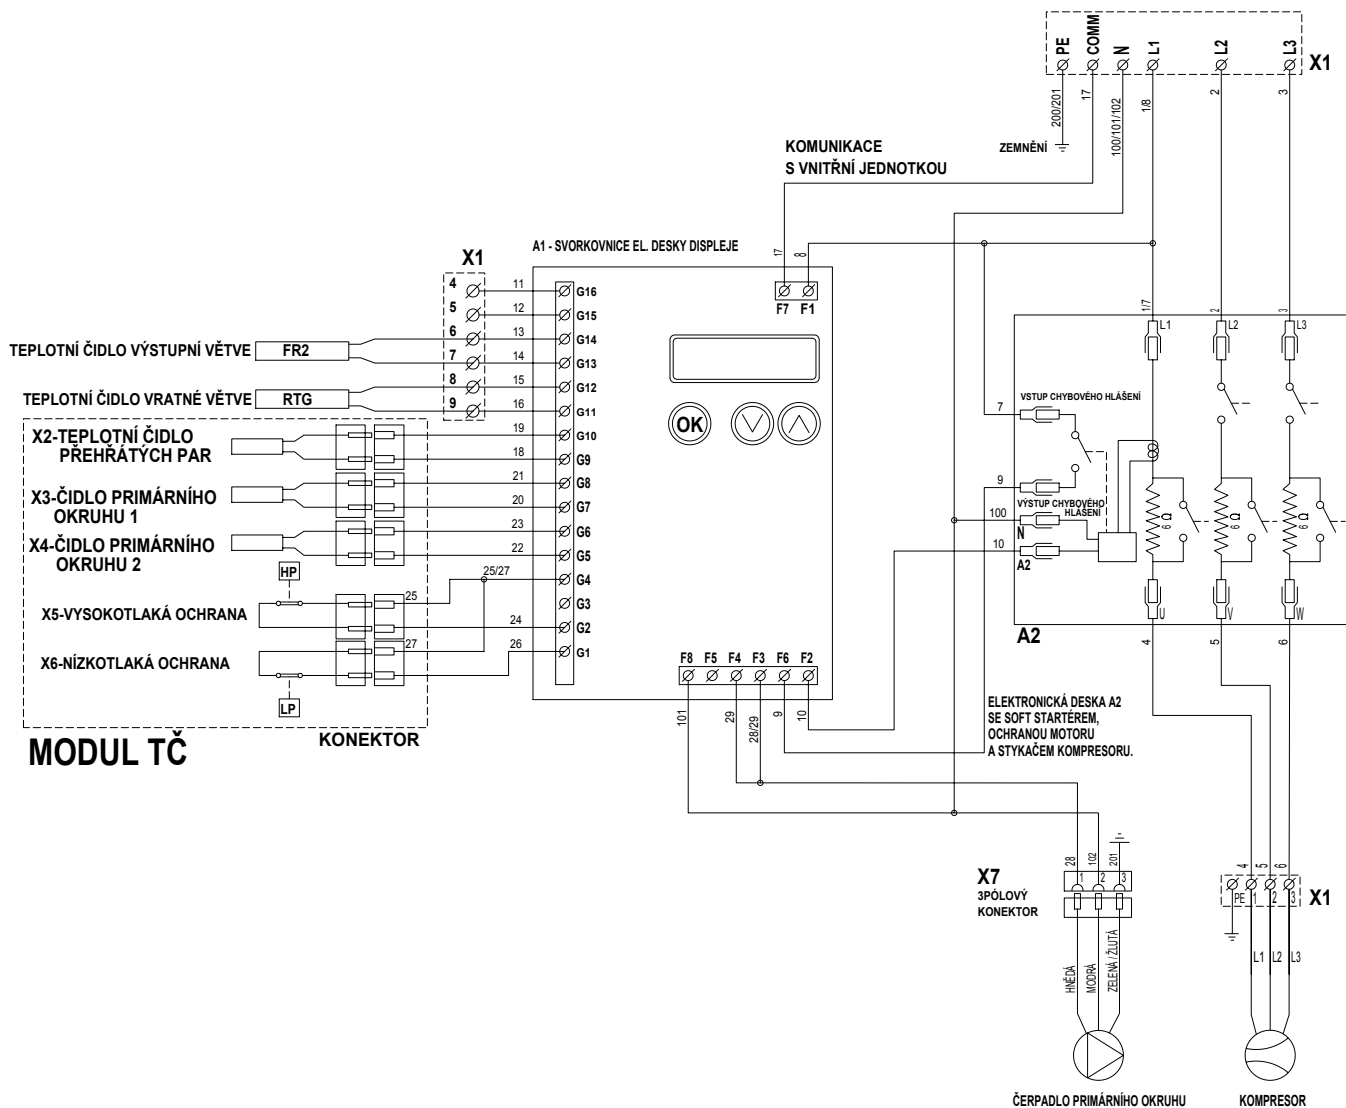 PE
COMM
N
L1
L2
L3
X1
200/201
17
100/101/102
1/8
2
3
ZEMNĚNÍ
KOMUNIKACE
S VNITŘNÍ JEDNOTKOU
A1 - SVORKOVNICE EL. DESKY DISPLEJE
17
8
F7
F1
X1
4
5
6
7
8
9
11
12
13
14
15
16
19
18
21
20
23
22
25/27
25
24
27
26
G16
G15
G14
G13
G12
G11
G10
G9
G8
G7
G6
G5
G4
G3
G2
G1
TEPLOTNÍ ČIDLO VÝSTUPNÍ VĚTVE
FR2
TEPLOTNÍ ČIDLO VRATNÉ VĚTVE
RTG
X2-TEPLOTNÍ ČIDLO
PŘEHŘÁTÝCH PAR
X3-ČIDLO PRIMÁRNÍHO
OKRUHU 1
X4-ČIDLO PRIMÁRNÍHO
OKRUHU 2
HP
X5-VYSOKOTLAKÁ OCHRANA
X6-NÍZKOTLAKÁ OCHRANA
LP
KONEKTOR
MODUL TČ
OK
F8
F5
F4
F3
F6
F2
101
29
28/29
9
10
1/7
2
3
L1
L2
L3
VSTUP CHYBOVÉHO HLÁŠENÍ
7
9
VÝSTUP CHYBOVÉHO
HLÁŠENÍ
100
N
10
A2
6 Ω
6 Ω
6 Ω
U
V
W
A2
4
5
6
ELEKTRONICKÁ DESKA A2
SE SOFT STARTÉREM,
OCHRANOU MOTORU
A STYKAČEM KOMPRESORU.
28
102
201
X7
3PÓLOVÝ
KONEKTOR
1
2
3
HNĚDÁ
MODRÁ
ZELENÁ / ŽLUTÁ
ČERPADLO PRIMÁRNÍHO OKRUHU
4
5
6
PE
1
2
3
X1
L1
L2
L3
KOMPRESOR